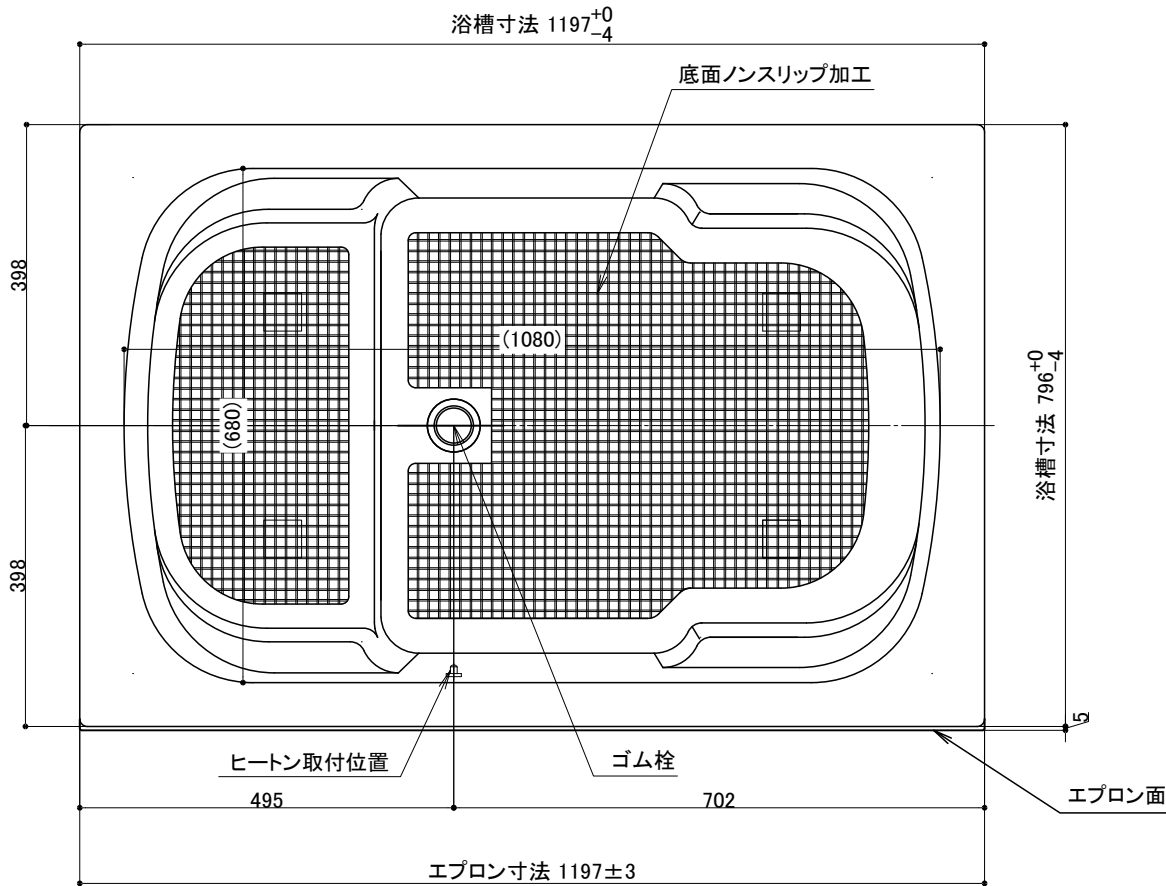 浴槽寸法 1197+0 -4
底面ノンスリップ加工
398
(1080)
浴槽寸法 796+0 -4
(680)
398
5
ヒートン取付位置
ゴム栓
エプロン面
495
702
エプロン寸法 1197±3